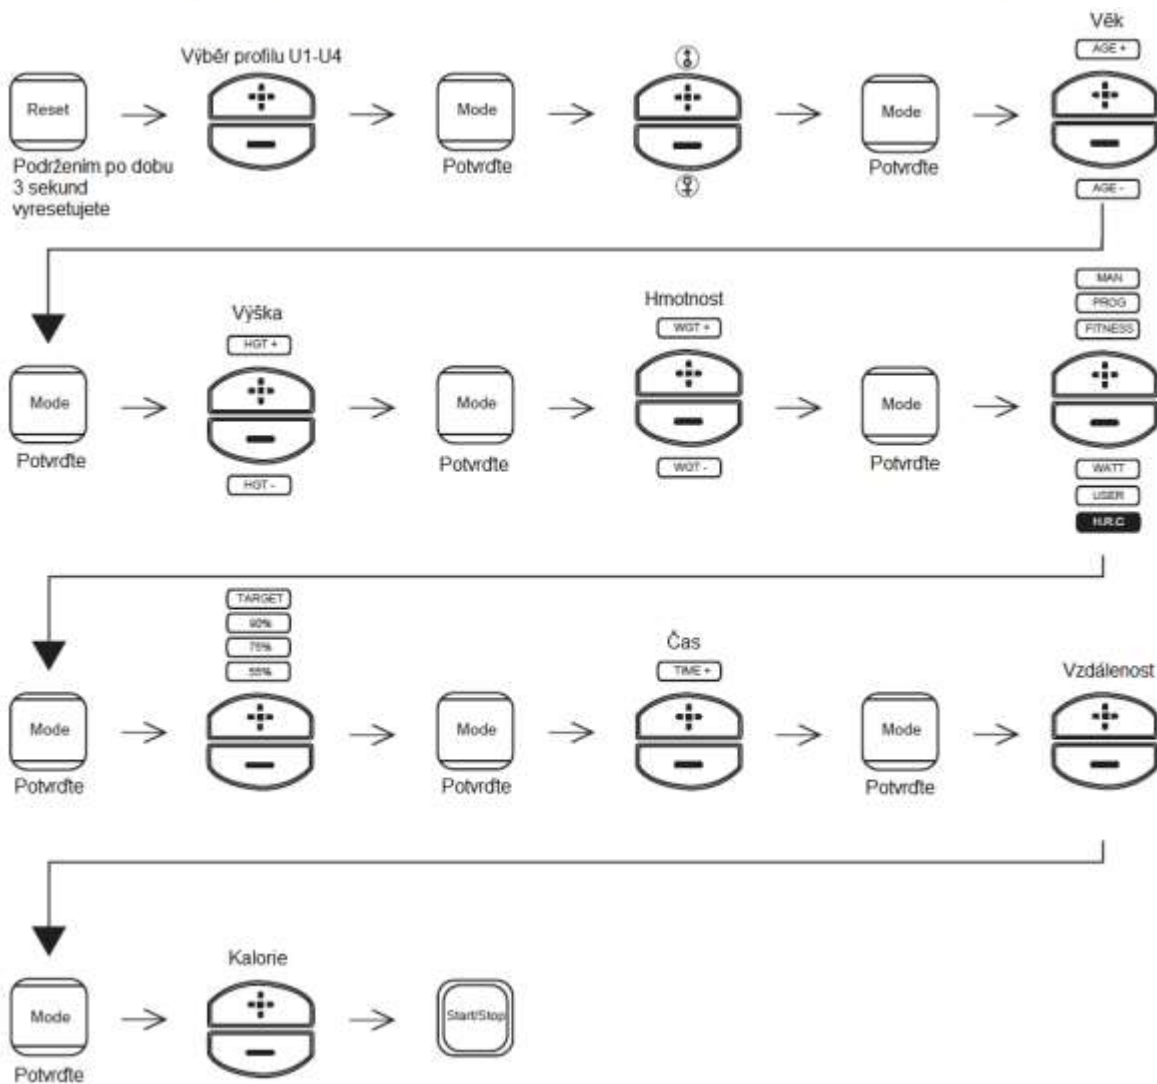 Věk
AGE +
Výběr profilu U1-U4
Reset
Mode
Mode
Podržením po dobu
3 sekund
vyresetujete
Potvrďte
Potvrďte
AGE -
MAN
PROG
FITNESS
Výška
HGT +
Hmotnost
WGT +
Mode
Mode
Mode
Potvrďte
Potvrďte
Potvrďte
HGT -
WGT -
WATT
USER
H.R.C
TARGET
90%
75%
55%
Čas
TIME +
Vzdálenost
Mode
Mode
Mode
Potvrďte
Potvrďte
Potvrďte
Kalorie
Mode
Start/Stop
Potvrďte